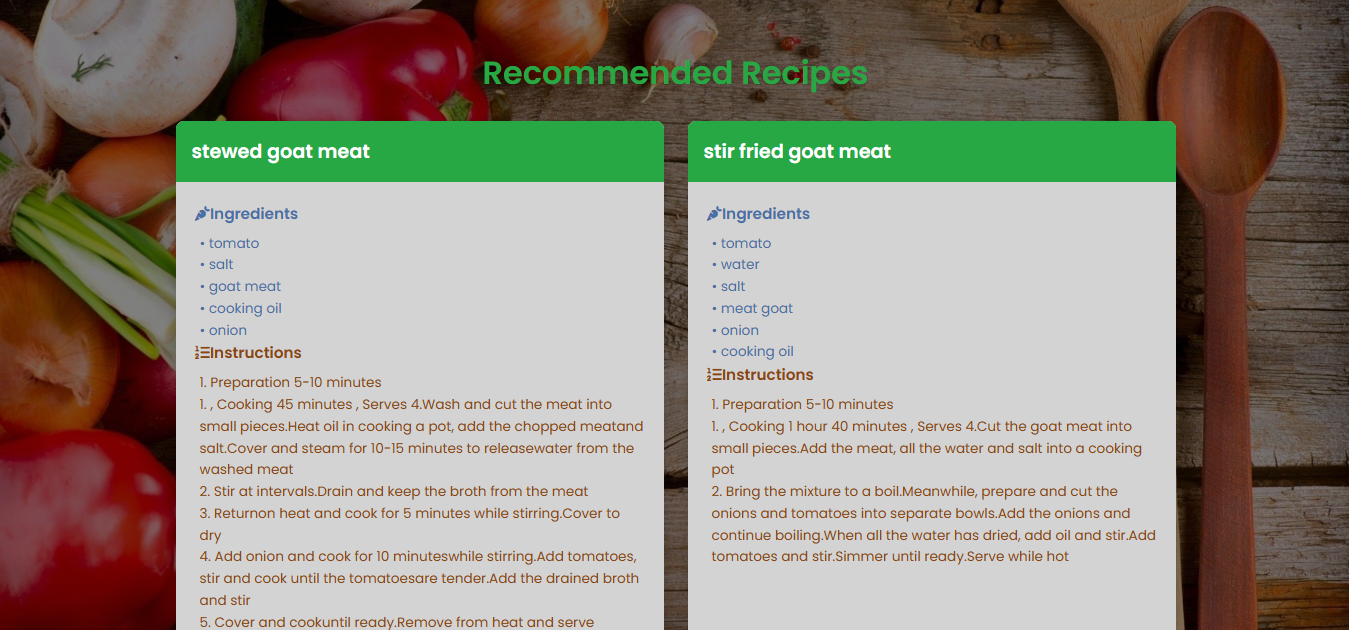 Recommended Recipes
stewed goat meat
Ingredients
• tomato
• salt
• goat meat
• cooking oil
• onion
Instructions
1. Preparation 5-10 minutes
1. , Cooking 45 minutes , Serves 4.Wash and cut the meat into
small pieces.Heat oil in cooking a pot, add the chopped meatand
salt.Cover and steam for 10-15 minutes to releasewater from the
washed meat
2. Stir at intervals.Drain and keep the broth from the meat
3. Returnon heat and cook for 5 minutes while stirring.Cover to
dry
4. Add onion and cook for 10 minuteswhile stirring.Add tomatoes,
stir and cook until the tomatoesare tender.Add the drained broth
and stir
5. Cover and cookuntil ready.Remove from heat and serve
stir fried goat meat
Ingredients
• tomato
• water
• salt
• meat goat
• onion
• cooking oil
Instructions
1. Preparation 5-10 minutes
1. , Cooking 1 hour 40 minutes , Serves 4.Cut the goat meat into
small pieces.Add the meat, all the water and salt into a cooking
pot
2. Bring the mixture to a boil.Meanwhile, prepare and cut the
onions and tomatoes into separate bowls.Add the onions and
continue boiling.When all the water has dried, add oil and stir.Add
tomatoes and stir.Simmer until ready.Serve while hot